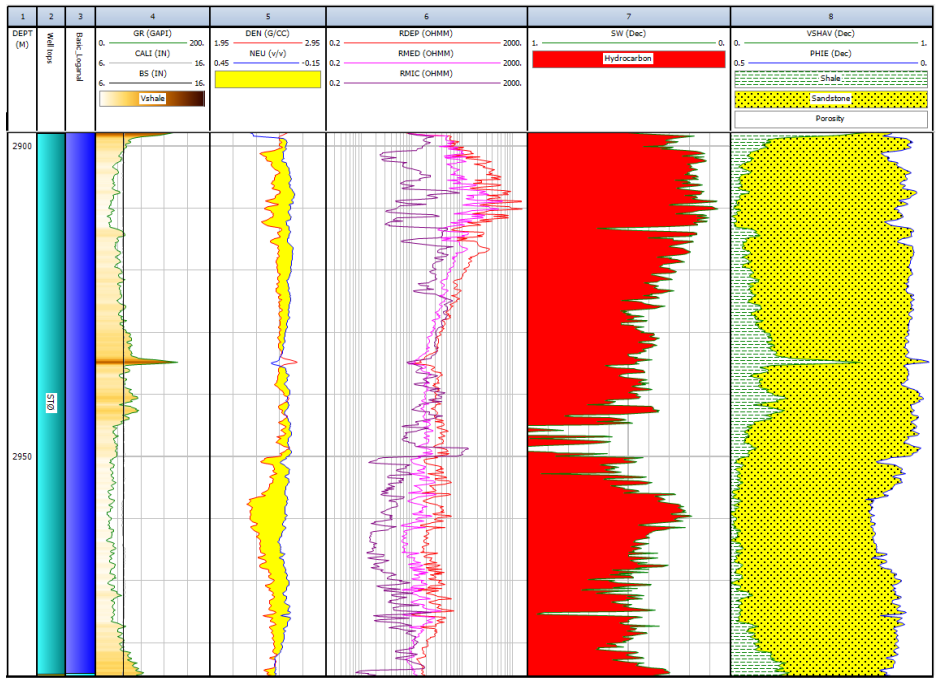 1 2 3 4 5 6 7 8
DEPT
(M)
Well tops
Basic_Loganal
GR (GAPI)
0. 200.
CALI (IN)
6. 16.
BS (IN)
6. 16.
Vshale
DEN (G/CC)
1.95 2.95
NEU (v/v)
0.45 -0.15
RDEP (OHMM)
0.2 2000.
RMED (OHMM)
0.2 2000.
RMIC (OHMM)
0.2 2000.
SW (Dec)
1. 0.
Hydrocarbon
VSHAV (Dec)
0. 1.
PHIE (Dec)
0.5 0.
Shale
Sandstone
Porosity
2900
STØ
2950